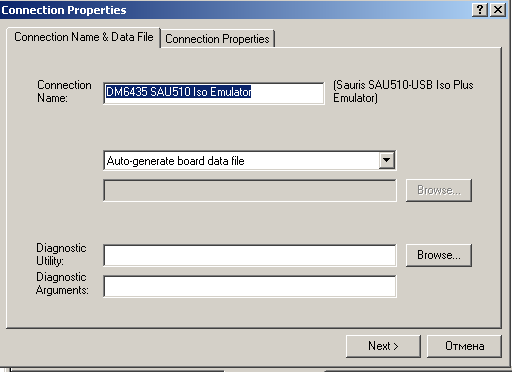 Connection Properties
Connection Name & Data File
Connection Properties
Connection
Name:
DM6435 SAU510 Iso Emulator
(Sauris SAU510-USB Iso Plus
Emulator)
Auto-generate board data file
Browse...
Diagnostic
Utility:
Browse...
Diagnostic
Arguments:
Next >
Отмена